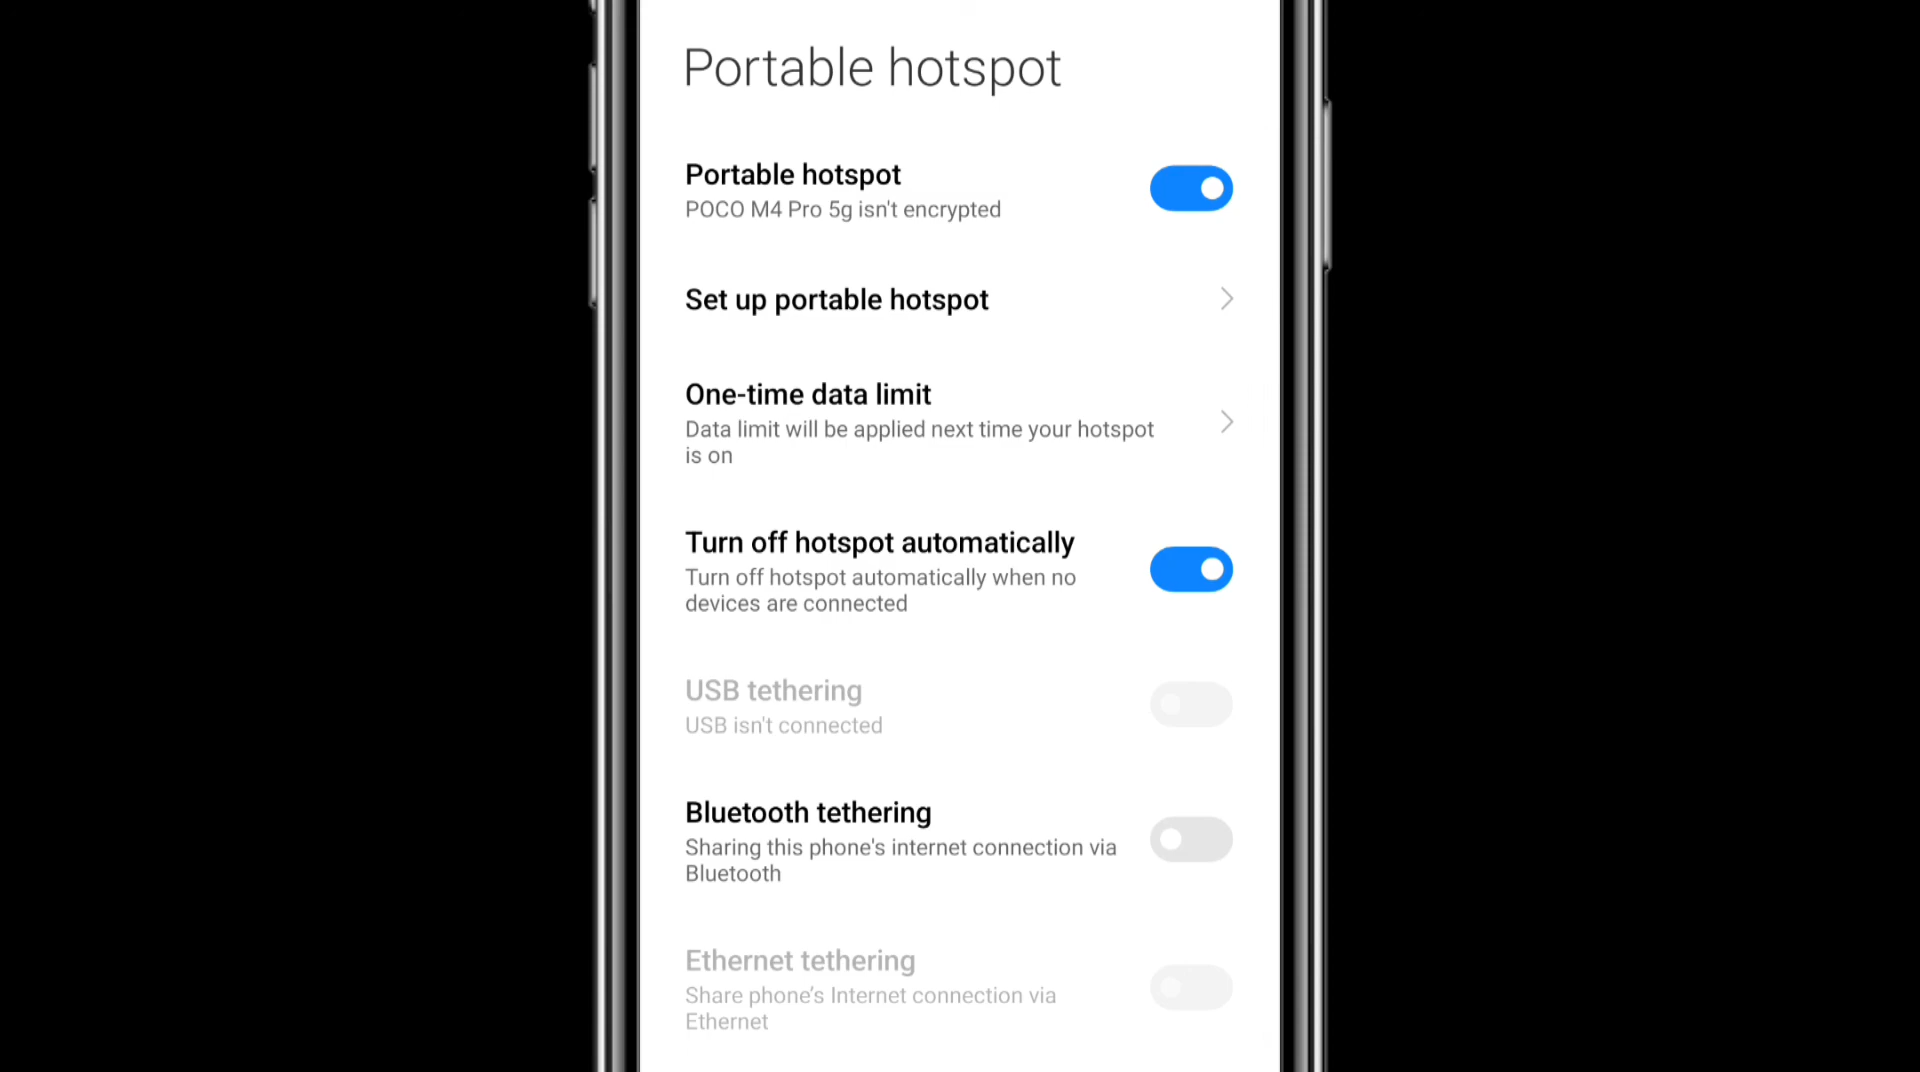 Portable hotspot
Portable hotspot
POCO M4 Pro 5g isn't encrypted
Set up portable hotspot
One-time data limit
Data limit will be applied next time your hotspot
is on
Turn off hotspot automatically
Turn off hotspot automatically when no
devices are connected
USB tethering
USB isn't connected
Bluetooth tethering
Sharing this phone's internet connection via
Bluetooth
Ethernet tethering
Share phone’s Internet connection via
Ethernet